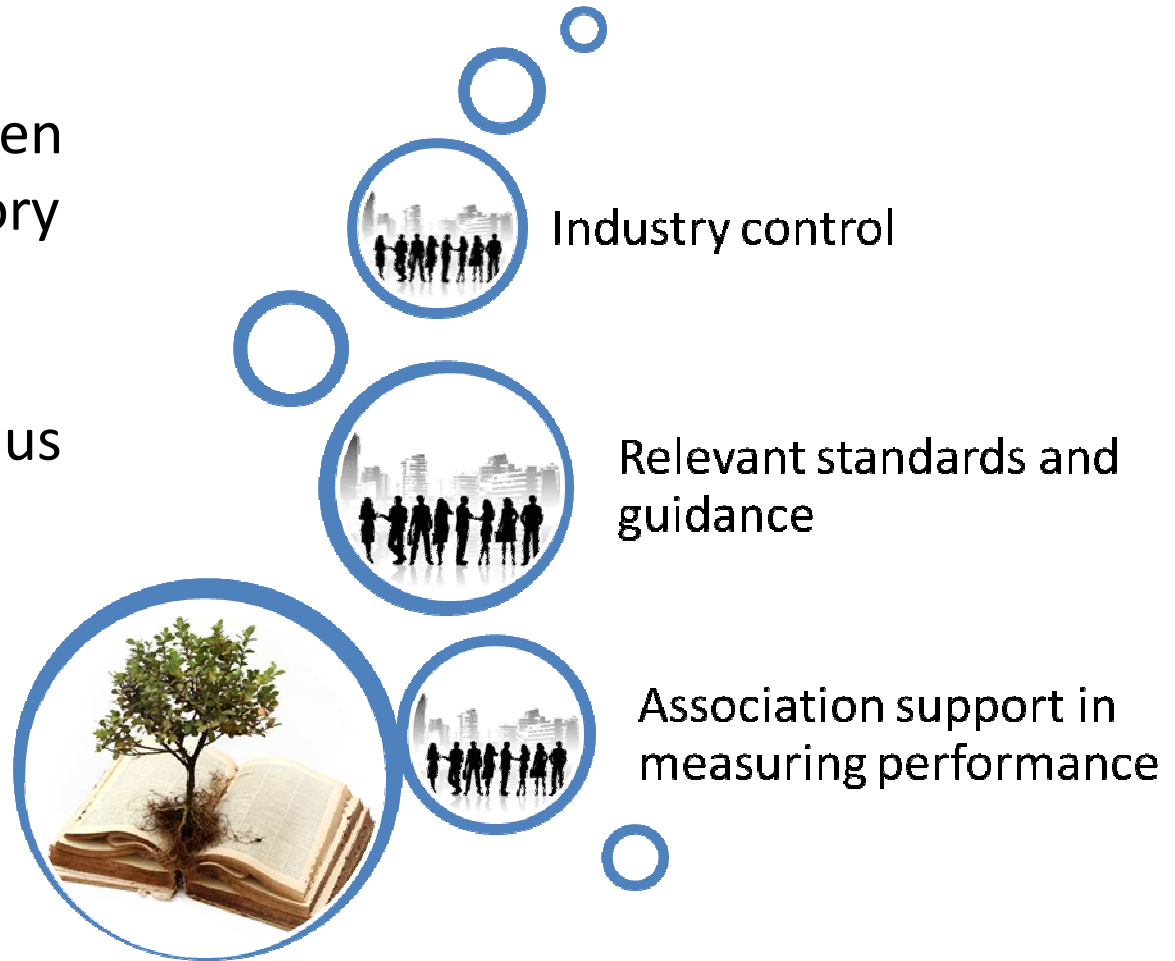 en
ory
us
Industry control
Relevant standards and
guidance
Association support in
measuring performance